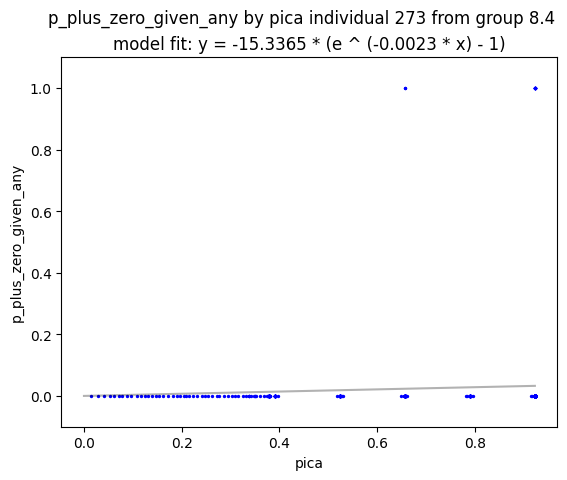 p_plus_zero_given_any by pica individual 273 from group 8.4
model fit: y = -15.3365 * (e ^ (-0.0023 * x) - 1)
1.0
0.8
0.6
0.4
0.2
0.0
p_plus_zero_given_any
0.0 0.2 0.4 0.6 0.8
pica